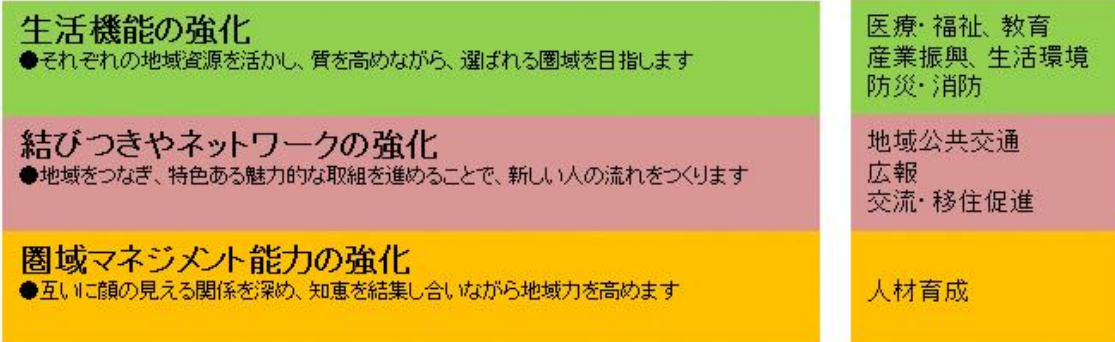 生活機能の強化
●それぞれの地域資源を活かし、質を高めながら、選ばれる圏域を目指します
医療・福祉、教育
産業振興、生活環境
防災・消防
結びつきやネットワークの強化
●地域をつなぎ、特色ある魅力的な取組を進めることで、新しい人の流れをつくります
地域公共交通
広報
交流・移住促進
圏域マネジメント能力の強化
●互いに顔の見える関係を深め、知恵を結集し合いながら地域力を高めます
人材育成